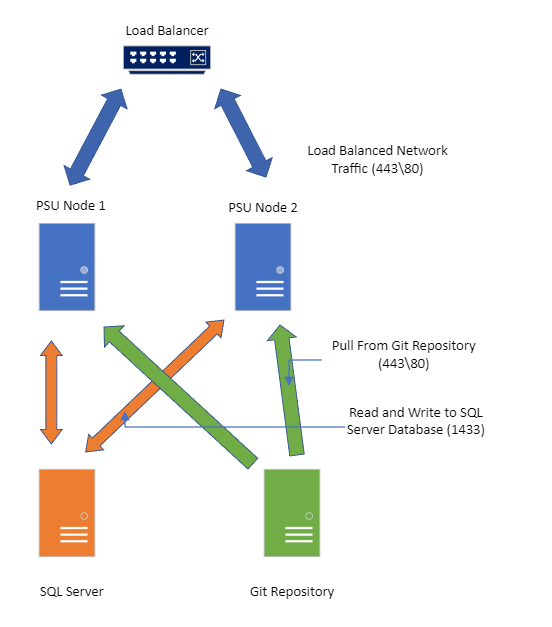 Load Balancer
Load Balanced Network
Traffic (443\80)
PSU Node 1
PSU Node 2
Pull From Git Repository
(443\80)
Read and Write to SQL
Server Database (1433)
SQL Server
Git Repository